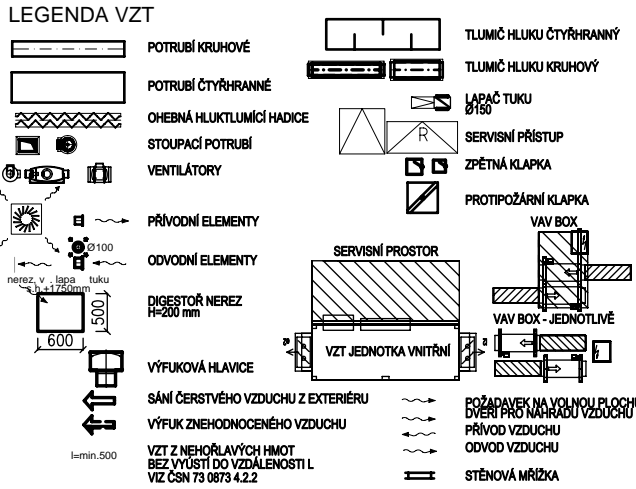 LEGENDA VZT
POTRUBÍ KRUHOVÉ
POTRUBÍ ČTYŘHRANNÉ
OHEBNÁ HLUKTLUMÍCÍ HADICE
STOUPACÍ POTRUBÍ
VENTILÁTORY
PŘÍVODNÍ ELEMENTY
Ø100
ODVODNÍ ELEMENTY
nerez. v . lapa tuku
s.h.+1750mm
DIGESTOŘ NEREZ
H=200 mm
500
600
VÝFUKOVÁ HLAVICE
SÁNÍ ČERSTVÉHO VZDUCHU Z EXTERIÉRU
VÝFUK ZNEHODNOCENÉHO VZDUCHU
l=min.500
VZT Z NEHOŘLAVÝCH HMOT
BEZ VYÚSTÍ DO VZDÁLENOSTI L
VIZ ČSN 73 0873 4.2.2
TLUMIČ HLUKU ČTYŘHRANNÝ
TLUMIČ HLUKU KRUHOVÝ
LAPAČ TUKU
Ø150
R
SERVISNÍ PŘÍSTUP
ZPĚTNÁ KLAPKA
PROTIPOŽÁRNÍ KLAPKA
VAV BOX
SERVISNÍ PROSTOR
VZT JEDNOTKA VNITŘNÍ
VAV BOX - JEDNOTLIVĚ
POŽADAVEK NA VOLNOU PLOCHU
DVEŘÍ PRO NÁHRADU VZDUCHU
PŘÍVOD VZDUCHU
ODVOD VZDUCHU
STĚNOVÁ MŘÍŽKA